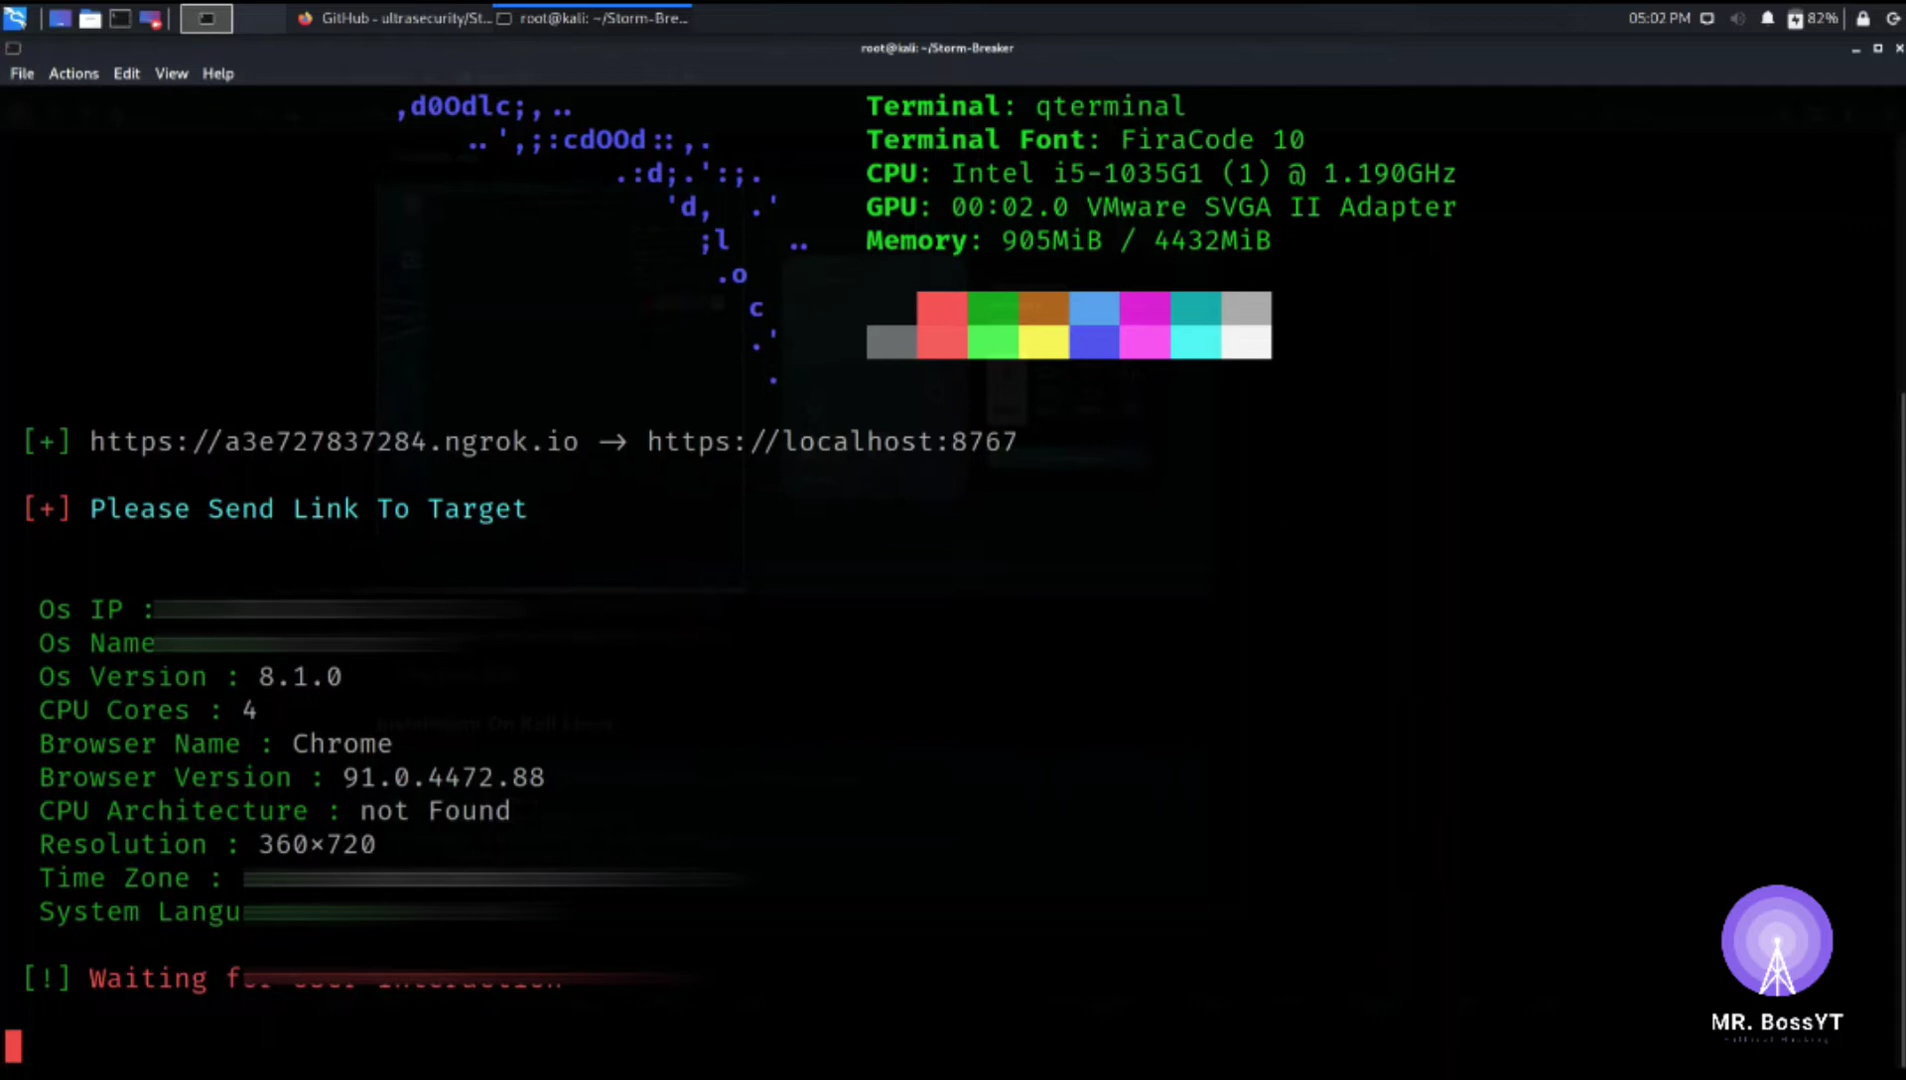 GitHub - ultrasecurity/St...
root@kali: ~/Storm-Bre...
05:02 PM
82%
root@kali: ~/Storm-Breaker
File Actions Edit View Help
,d0Odlc;,..
..',;:cdOOd::,.
.:d;.':;.
'd, .'
;l ..
.o
c
.'
.
Terminal: qterminal
Terminal Font: FiraCode 10
CPU: Intel i5-1035G1 (1) @ 1.190GHz
GPU: 00:02.0 VMware SVGA II Adapter
Memory: 905MiB / 4432MiB
[+] https://a3e727837284.ngrok.io → https://localhost:8767
[+] Please Send Link To Target
Os IP :
Os Name
Os Version : 8.1.0
CPU Cores : 4
Browser Name : Chrome
Browser Version : 91.0.4472.88
CPU Architecture : not Found
Resolution : 360×720
Time Zone :
System Langu
[!] Waiting
MR. BossYT